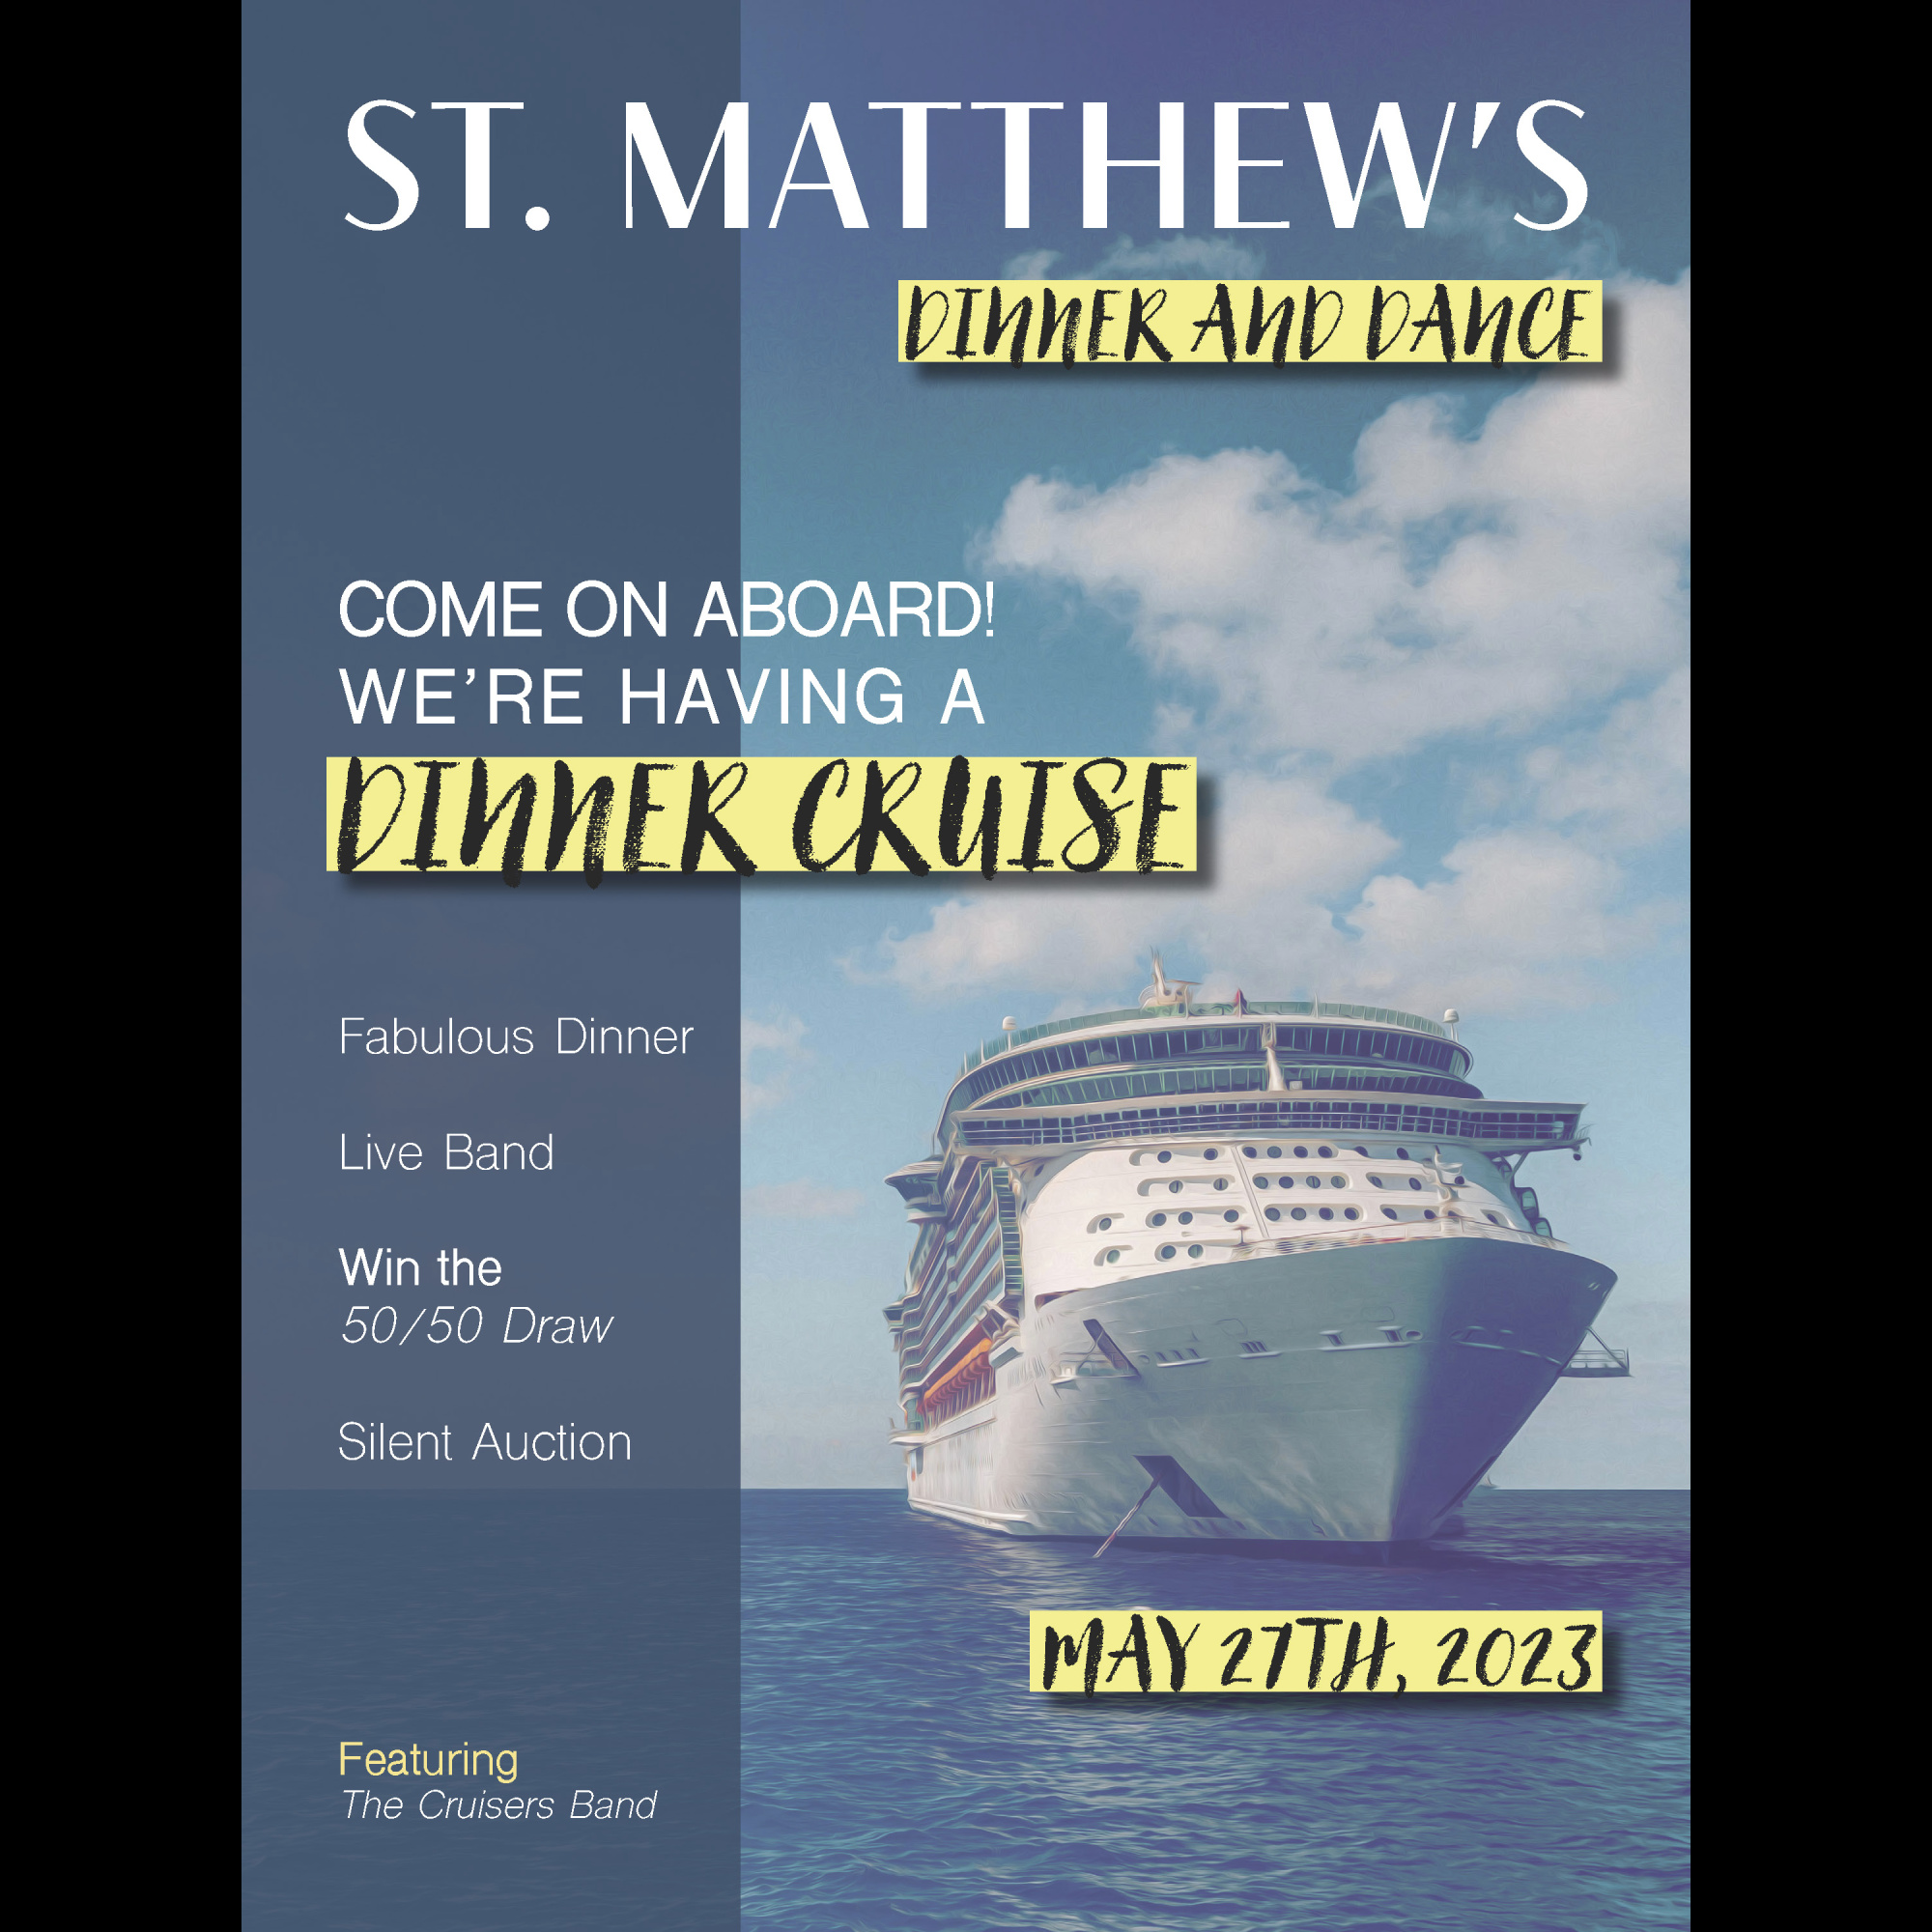 ST. MATTHEW'S
DINNER AND DANCE
COME ON ABOARD!
WE'RE HAVING A
DINNER CRUISE
Fabulous Dinner
Live Band
Win the
50/50 Draw
Silent Auction
MAY 27TH, 2023
Featuring
The Cruisers Band